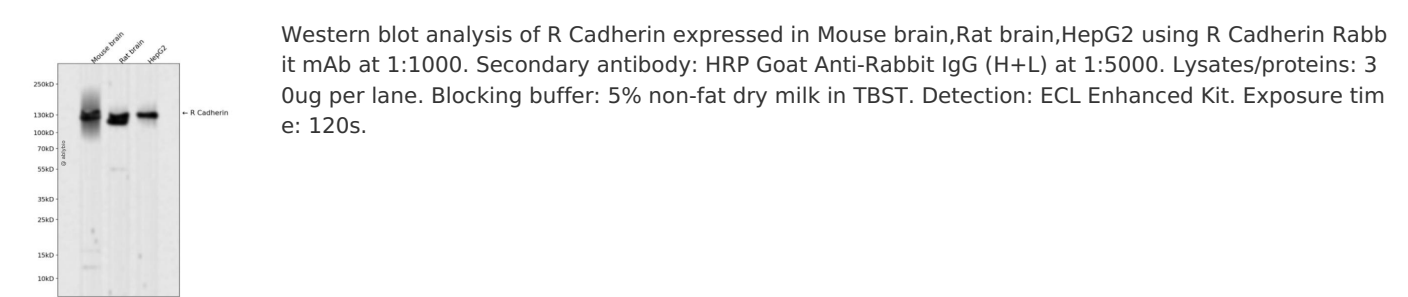 Mouse brain
Rat brain
HepG2
Western blot analysis of R Cadherin expressed in Mouse brain,Rat brain,HepG2 using R Cadherin Rabb
it mAb at 1:1000. Secondary antibody: HRP Goat Anti-Rabbit IgG (H+L) at 1:5000. Lysates/proteins: 3
0ug per lane. Blocking buffer: 5% non-fat dry milk in TBST. Detection: ECL Enhanced Kit. Exposure tim
e: 120s.
250kD
130kD
← R Cadherin
100kD
70kD
55kD
35kD
25kD
15kD
10kD